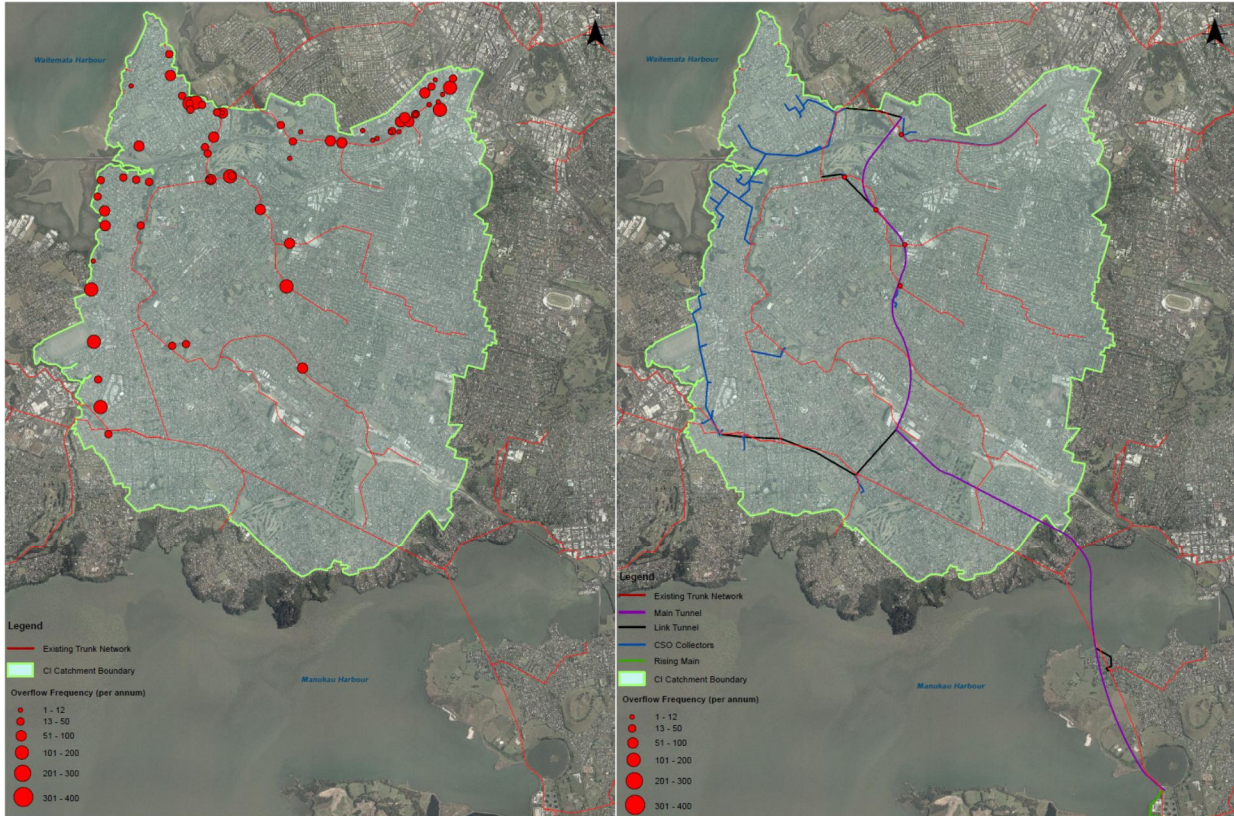 Waitemata Harbour
Manukau Harbour
Legend
Existing Trunk Network
CI Catchment Boundary
Overflow Frequency (per annum)
1 - 12
13 - 50
51 - 100
101 - 200
201 - 300
301 - 400
Waitemata Harbour
Manukau Harbour
Legend
Existing Trunk Network
Main Tunnel
Link Tunnel
CSO Collectors
Rising Main
CI Catchment Boundary
Overflow Frequency (per annum)
1 - 12
13 - 50
51 - 100
101 - 200
201 - 300
301 - 400